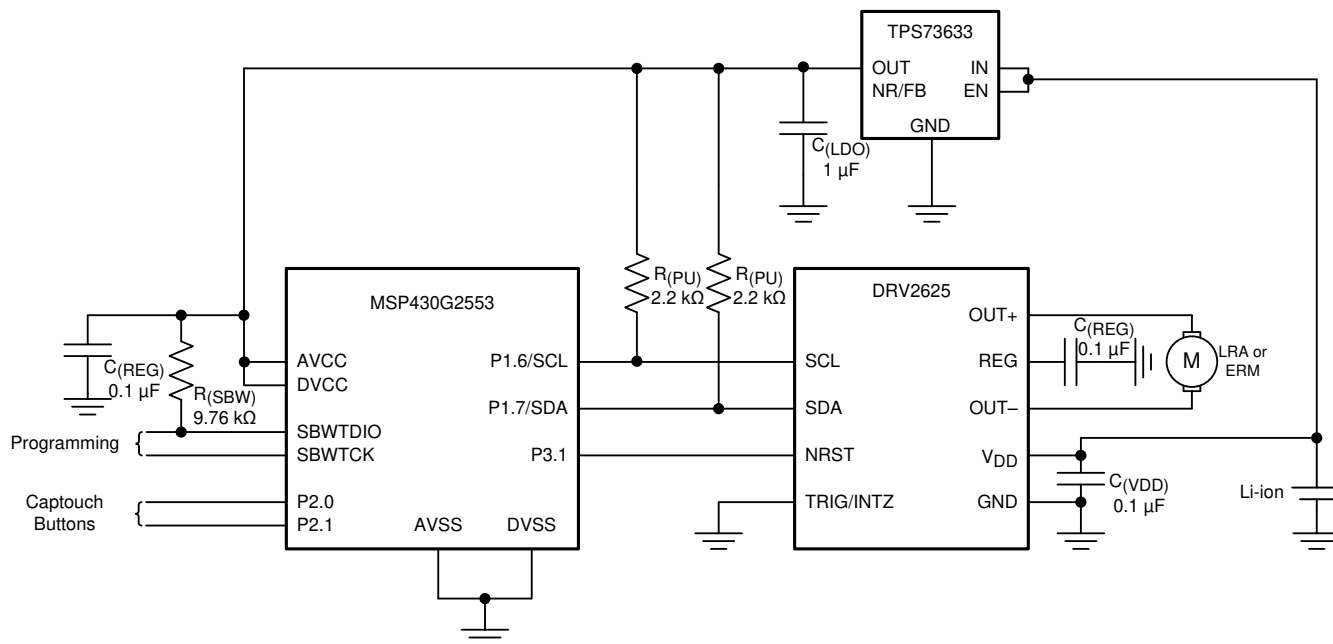 TPS73633
OUT
IN
NR/FB
EN
GND
C(LDO)
1 µF
R(PU)
2.2 kΩ
R(PU)
2.2 kΩ
MSP430G2553
DRV2625
C(REG)
0.1 µF
R(SBW)
9.76 kΩ
AVCC
DVCC
SBWTDIO
SBWTCK
P2.0
P2.1
AVSS
DVSS
P1.6/SCL
P1.7/SDA
P3.1
Programming
Captouch
Buttons
SCL
SDA
NRST
TRIG/INTZ
OUT+
REG
OUT–
VDD
GND
C(REG)
0.1 µF
M
LRA or
ERM
C(VDD)
0.1 µF
Li-ion